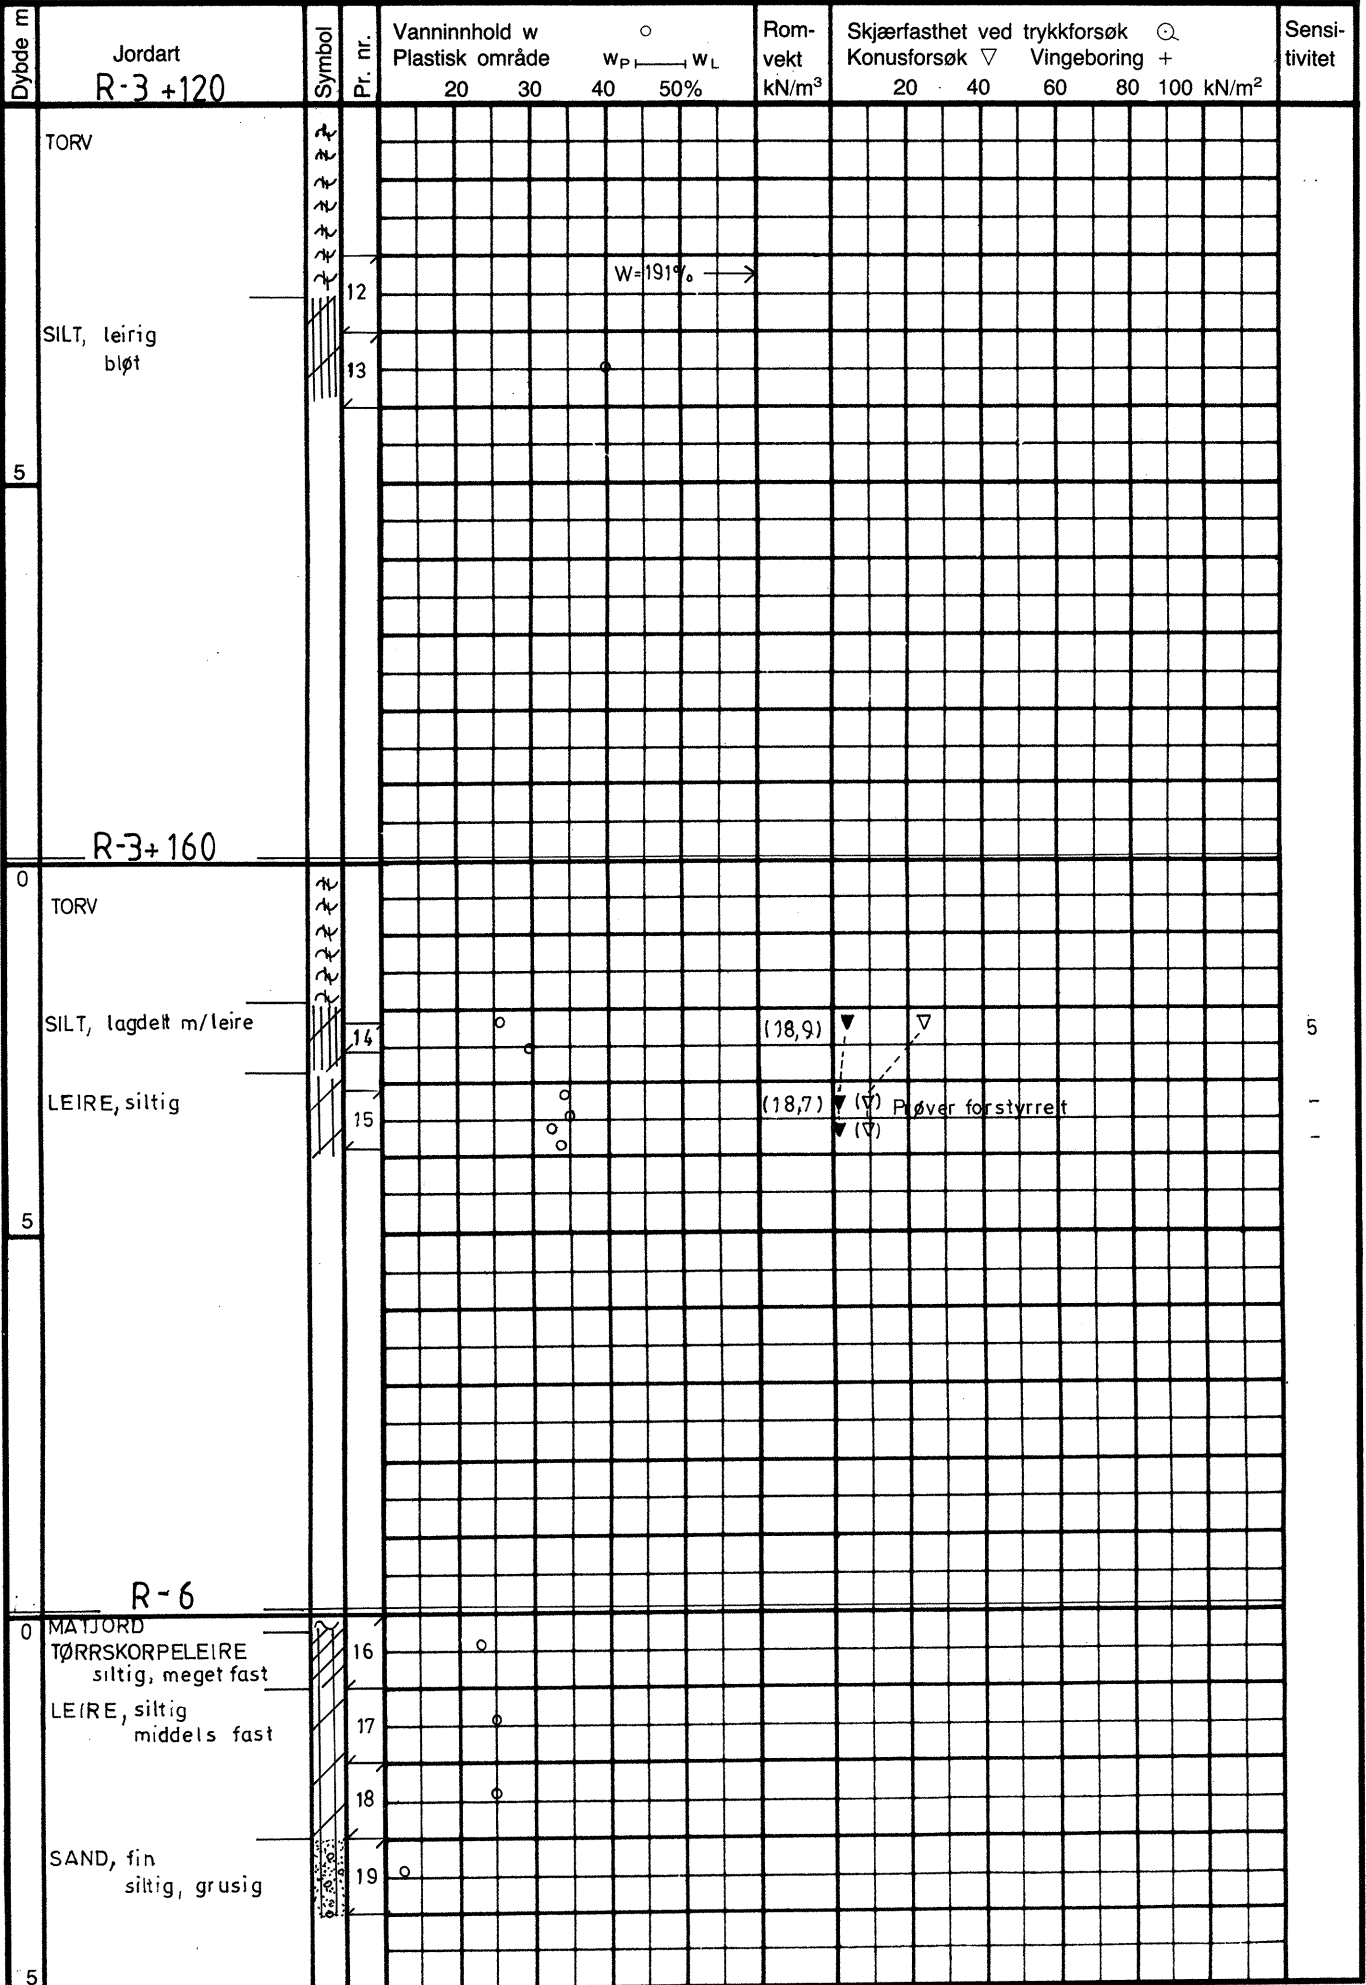 Dybde m
Jordart
R-3 +120
Symbol
Pr. nr.
Vanninnhold w
Plastisk område wP wL
20 30 40 50%
Rom-
vekt
kN/m³
Skjærfasthet ved trykkforsøk
Konusforsøk ▽ Vingeboring +
20 40 60 80 100 kN/m²
Sensi-
tivitet
TORV
W=191%
12
SILT, leirig
bløt
13
5
R-3+160
0
TORV
SILT, lagdelt m/leire
14
(18,9)
5
LEIRE, siltig
15
(18,7)
Prøver forstyrret
-
-
5
R-6
0
MATJORD
TØRRSKORPELEIRE
siltig, meget fast
16
LEIRE, siltig
middels fast
17
18
SAND, fin
siltig, grusig
19
5